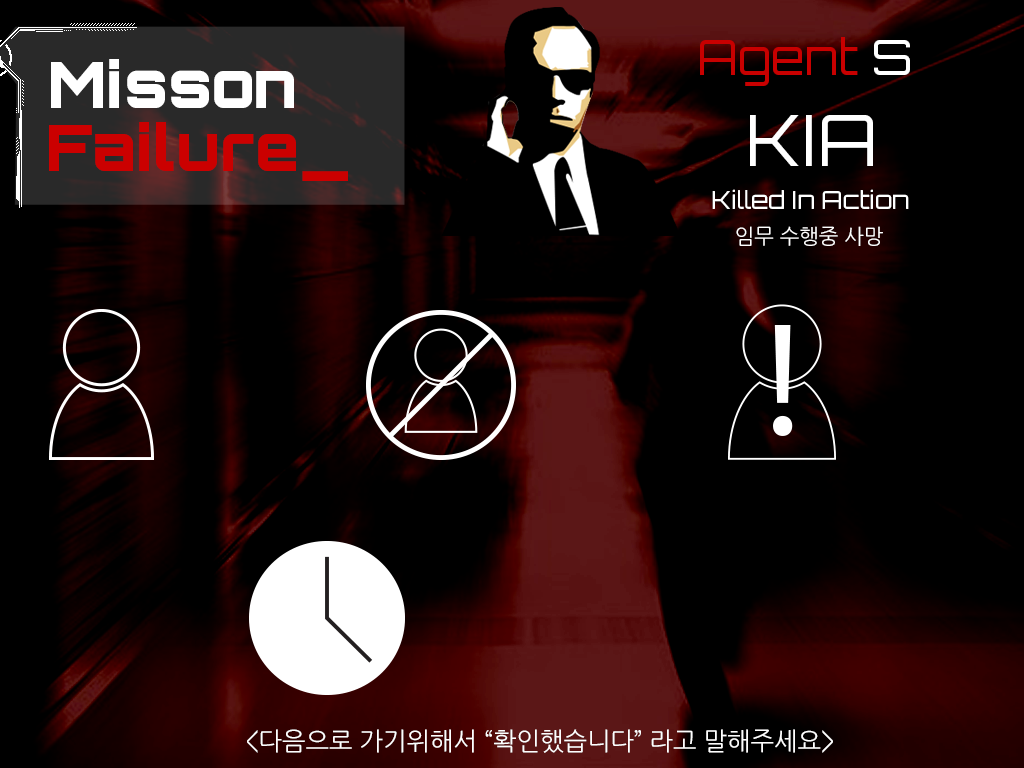 Misson
Failure_
Agent S
KIA
Killed In Action
임무 수행중 사망
!
<다음으로 가기위해서 “확인했습니다” 라고 말해주세요>